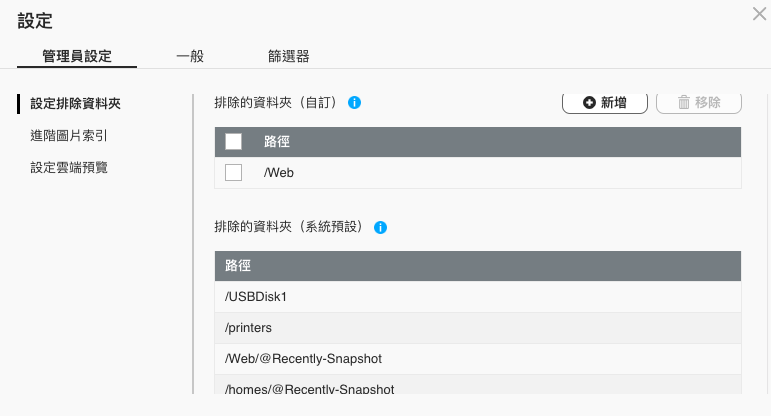 設定
管理員設定 一般 篩選器
設定排除資料夾
進階圖片索引
設定雲端預覽
排除的資料夾（自訂） 新增 移除
路徑
/Web
排除的資料夾（系統預設）
路徑
/USBDisk1
/printers
/Web/@Recently-Snapshot
/homes/@Recently-Snapshot